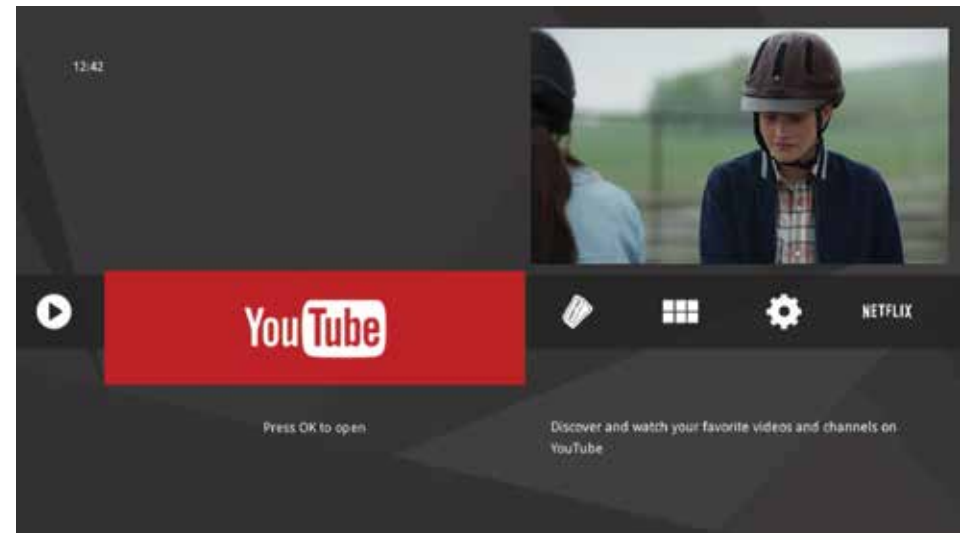 12:42
YouTube
NETFLIX
Press OK to open
Discover and watch your favorite videos and channels on
YouTube